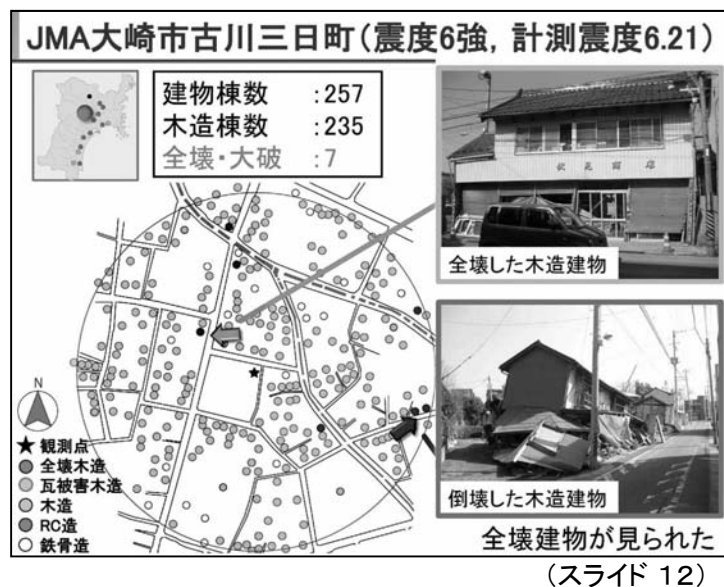 JMA大崎市古川三日町(震度6強, 計測震度6.21)
建物棟数 :257
木造棟数 :235
全壊・大破 :7
全壊した木造建物
N
★観測点
全壊木造
瓦被害木造
木造
RC造
鉄骨造
倒壊した木造建物
全壊建物が見られた
(スライド 12)